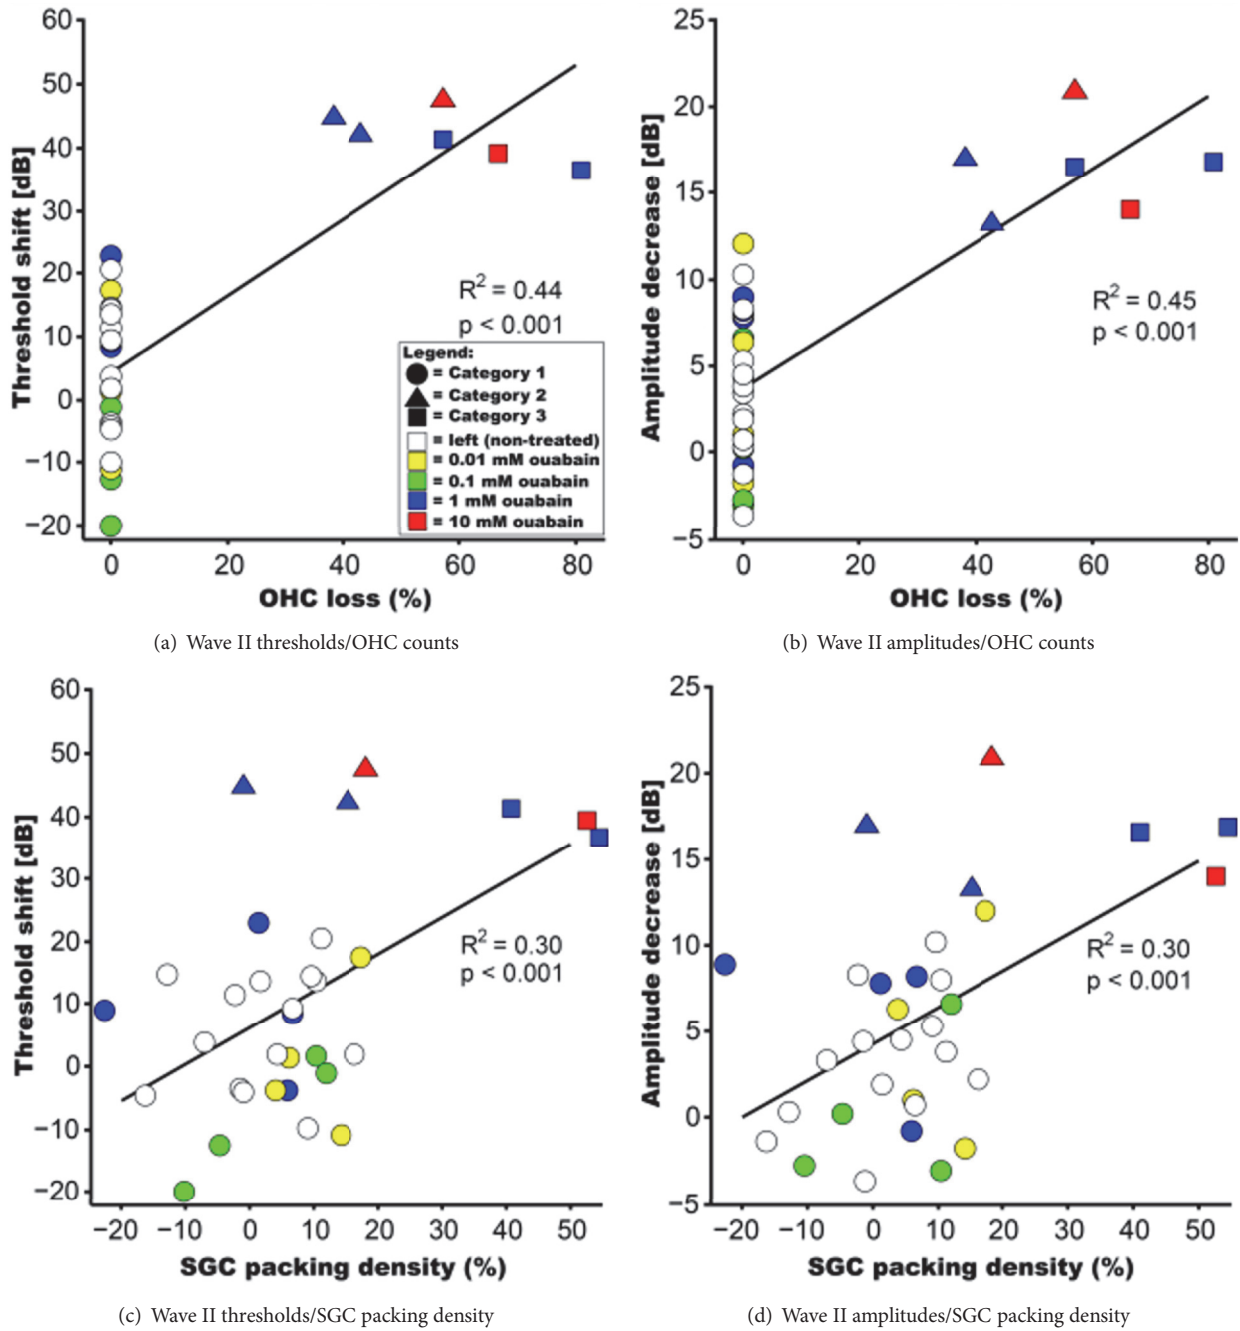 60
50
40
30
20
10
0
−10
−20
Threshold shift [dB]
R² = 0.44
p < 0.001
Legend:
= Category 1
= Category 2
= Category 3
= left (non-treated)
= 0.01 mM ouabain
= 0.1 mM ouabain
= 1 mM ouabain
= 10 mM ouabain
0 20 40 60 80
OHC loss (%)
(a) Wave II thresholds/OHC counts
25
20
15
10
5
0
−5
Amplitude decrease [dB]
R² = 0.45
p < 0.001
0 20 40 60 80
OHC loss (%)
(b) Wave II amplitudes/OHC counts
60
50
40
30
20
10
0
−10
−20
Threshold shift [dB]
R² = 0.30
p < 0.001
−20 −10 0 10 20 30 40 50
SGC packing density (%)
(c) Wave II thresholds/SGC packing density
25
20
15
10
5
0
−5
Amplitude decrease [dB]
R² = 0.30
p < 0.001
−20 −10 0 10 20 30 40 50
SGC packing density (%)
(d) Wave II amplitudes/SGC packing density